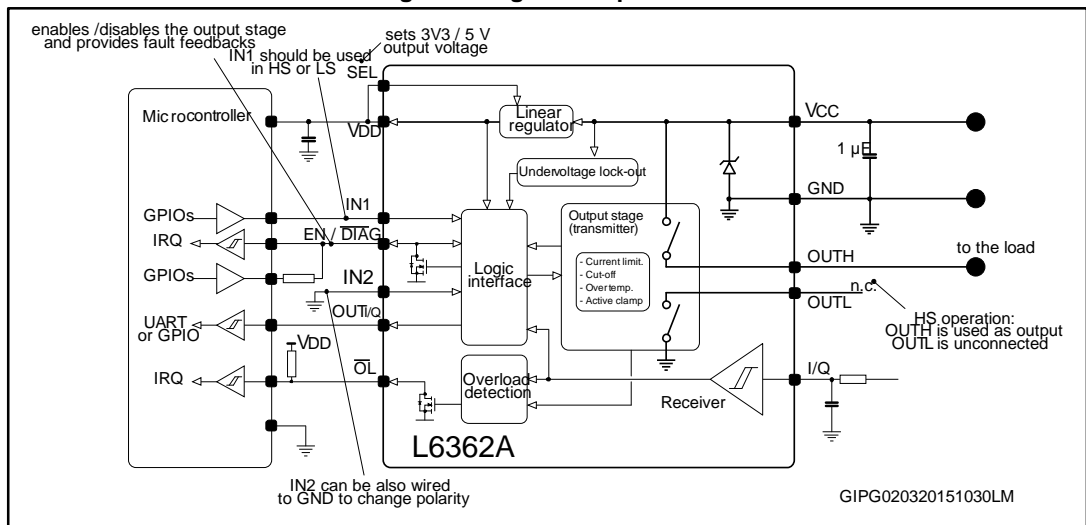 enables /disables the output stage
and provides fault feedbacks
IN1 should be used
in HS or LS
sets 3V3 / 5 V
output voltage
SEL
Microcontroller
VDD
Linear
regulator
VCC
1 µF
Undervoltage lock-out
GND
GPIOs
IN1
IRQ
EN / DIAG
GPIOs
IN2
Logic
interface
Output stage
(transmitter)
- Current limit.
- Cut-off
- Over temp.
- Active clamp
OUTH
to the load
n.c.
OUTL
HS operation:
OUTH is used as output
OUTL is unconnected
UART
or GPIO
OUTI/Q
VDD
IRQ
OL
Overload
detection
Receiver
I/Q
L6362A
IN2 can be also wired
to GND to change polarity
GIPG020320151030LM